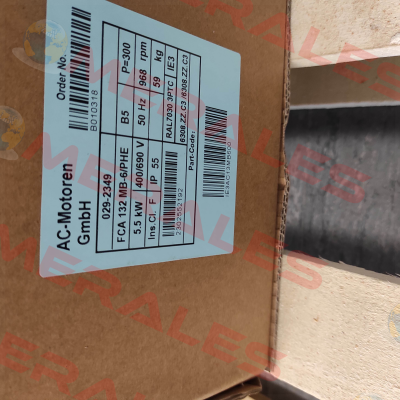 AC-Motoren
GmbH
Order No.
B010318
029-2349
FCA 132 MB-6/PHE B5 P=300
5.5 kW 400/690 V 50 Hz 968 rpm
Ins.Cl. F IP 55 59 kg
RAL7030 3PTC IE3
6308.ZZ.C3 /6308.ZZ.C3
Part-Code:
MERALES